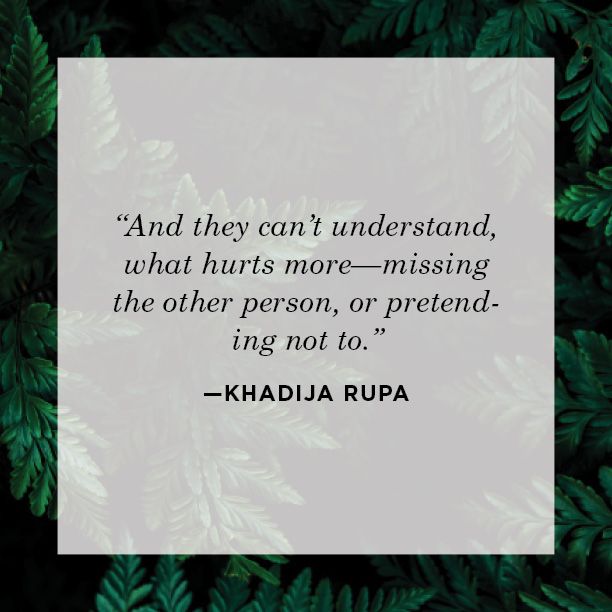 “And they can’t understand,
what hurts more—missing
the other person, or pretend-
ing not to.”
—KHADIJA RUPA